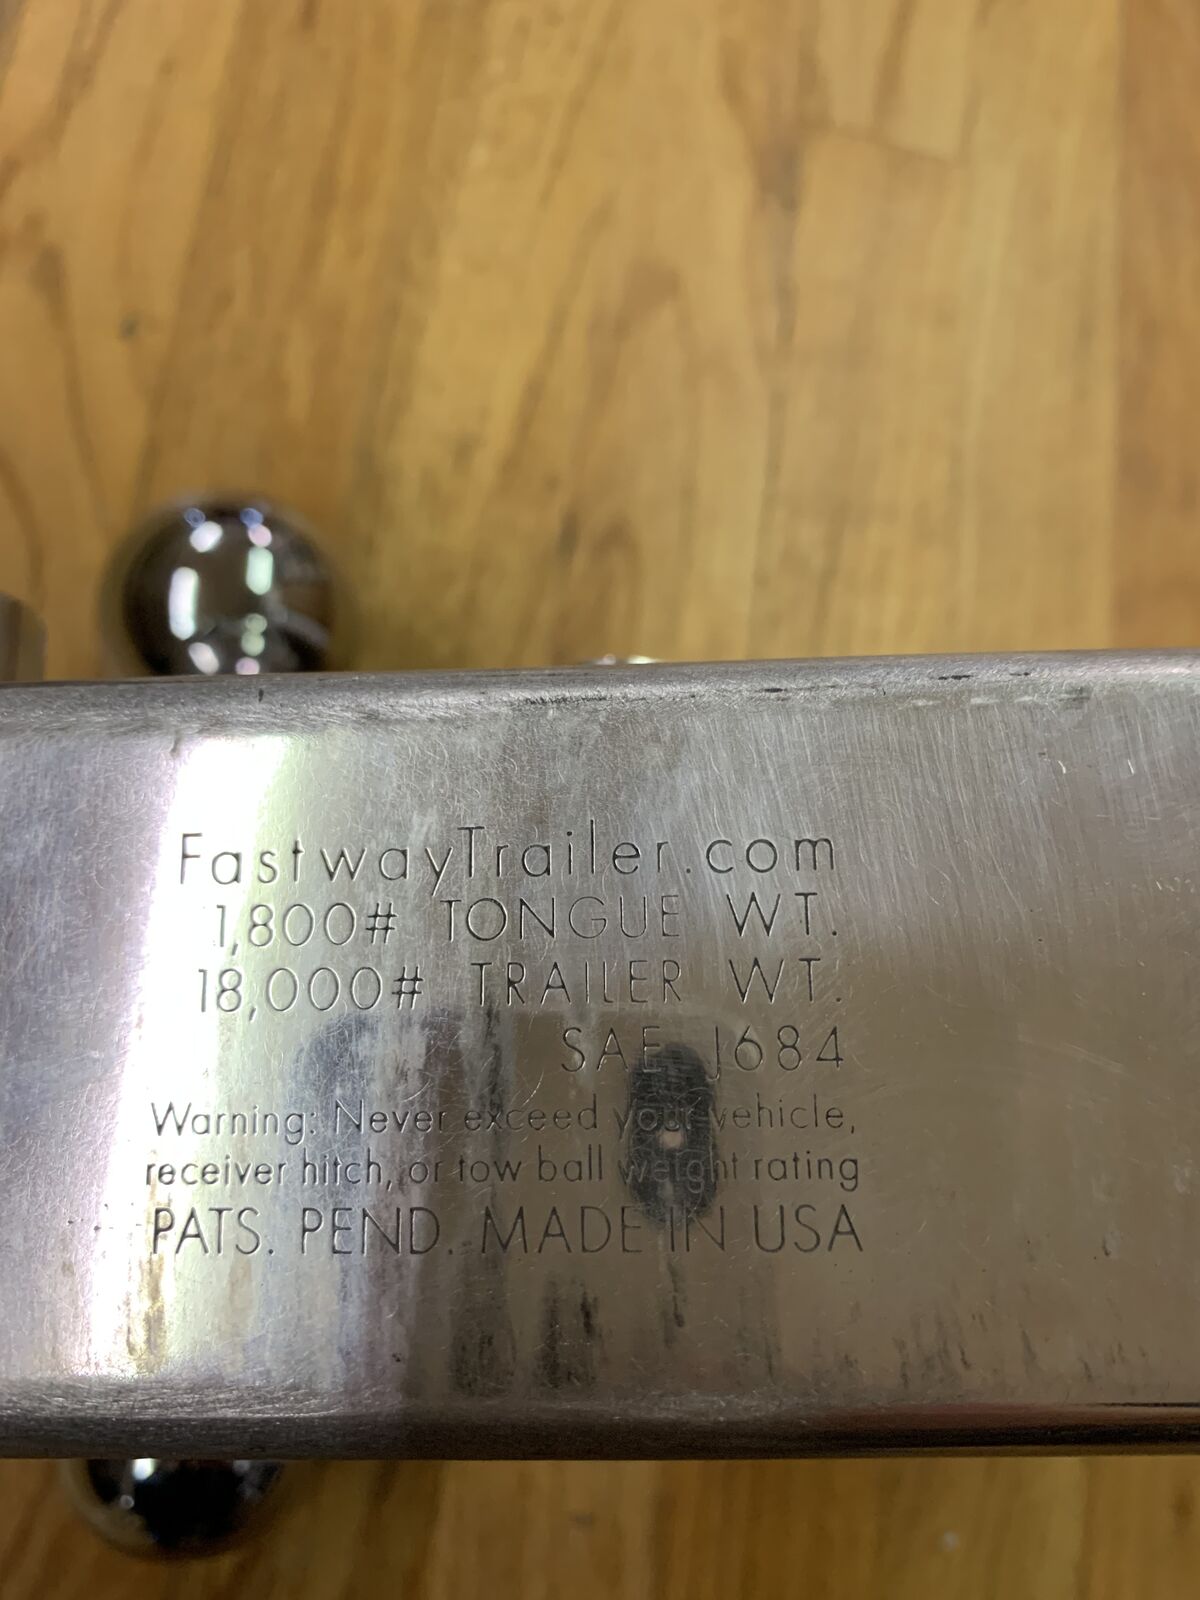 FastwayTrailer.com
1,800# TONGUE WT.
18,000# TRAILER WT.
SAE J684
Warning: Never exceed your vehicle,
receiver hitch, or tow ball weight rating
PATS. PEND. MADE IN USA